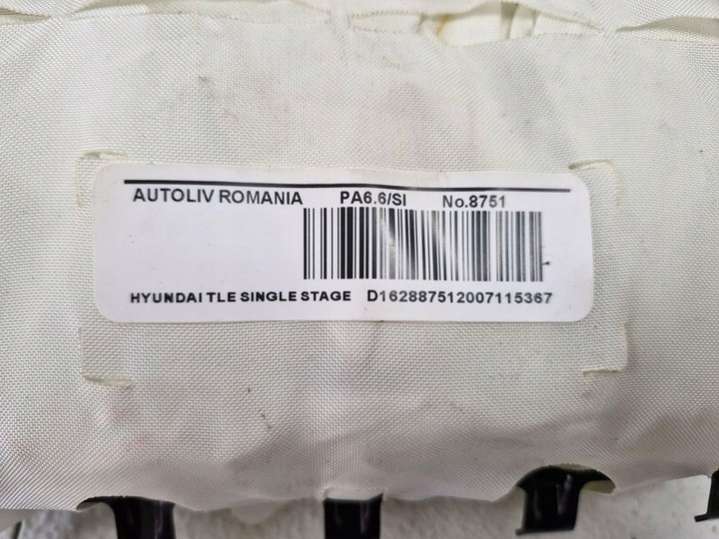 AUTOLIV ROMANIA PA6.6/SI No.8751
HYUNDAI TLE SINGLE STAGE D162887512007115367